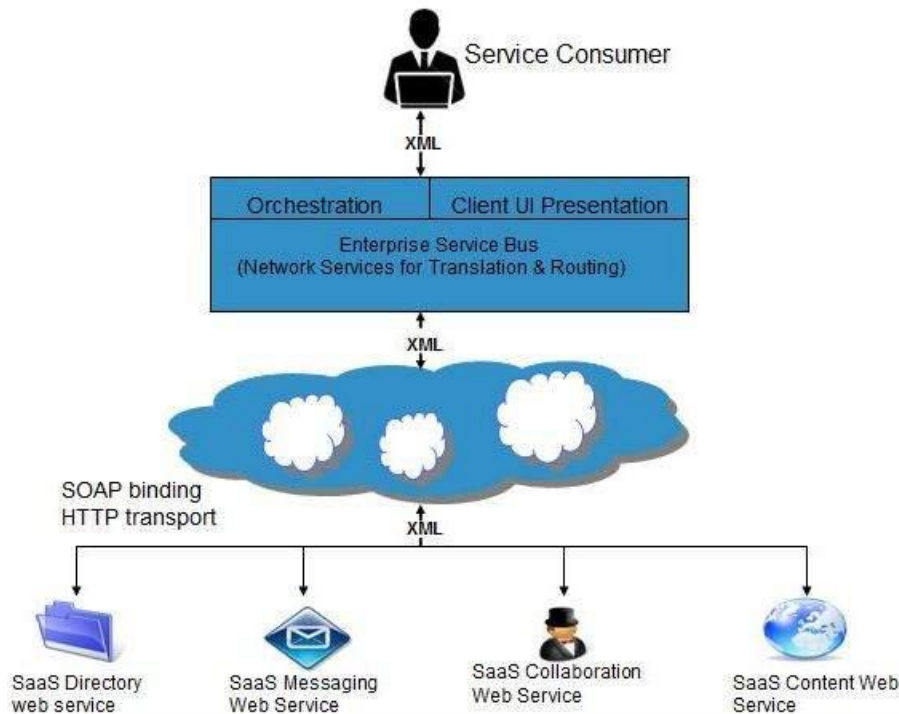 Service Consumer
XML
Orchestration
Client UI Presentation
Enterprise Service Bus
(Network Services for Translation & Routing)
XML
SOAP binding
HTTP transport
XML
SaaS Directory
web service
SaaS Messaging
Web Service
SaaS Collaboration
Web Service
SaaS Content Web
Service